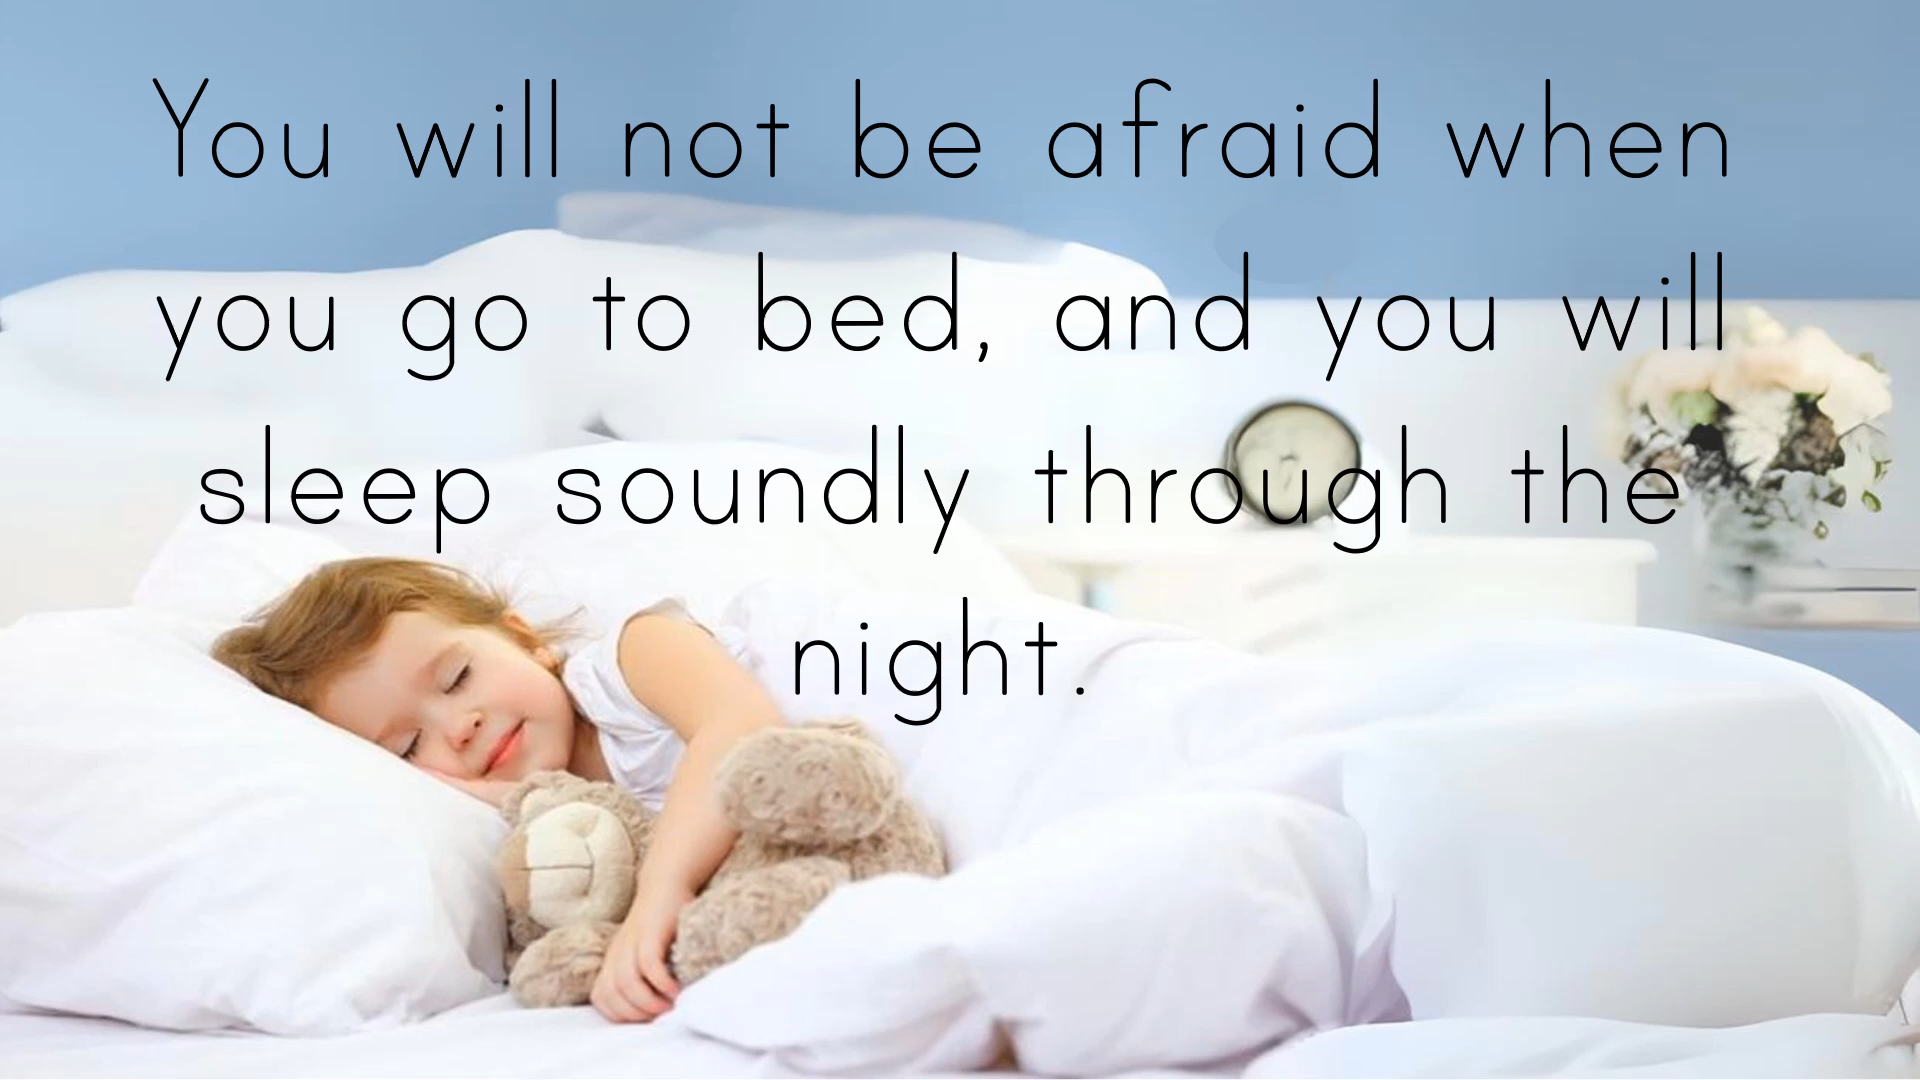 You will not be afraid when
you go to bed, and you will
sleep soundly through the
night.